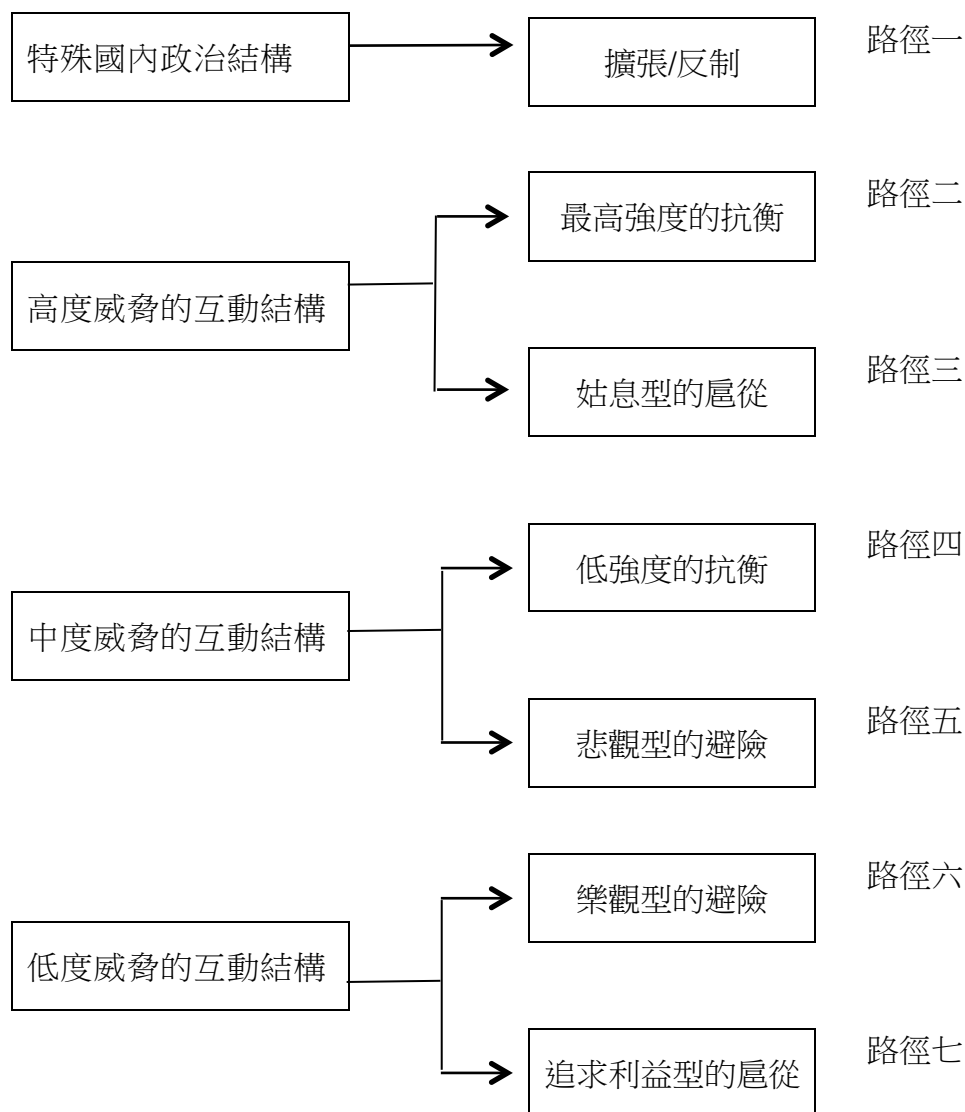 特殊國內政治結構
擴張/反制
路徑一
路徑二
最高強度的抗衡
高度威脅的互動結構
路徑三
姑息型的扈從
路徑四
低強度的抗衡
中度威脅的互動結構
路徑五
悲觀型的避險
路徑六
樂觀型的避險
低度威脅的互動結構
路徑七
追求利益型的扈從